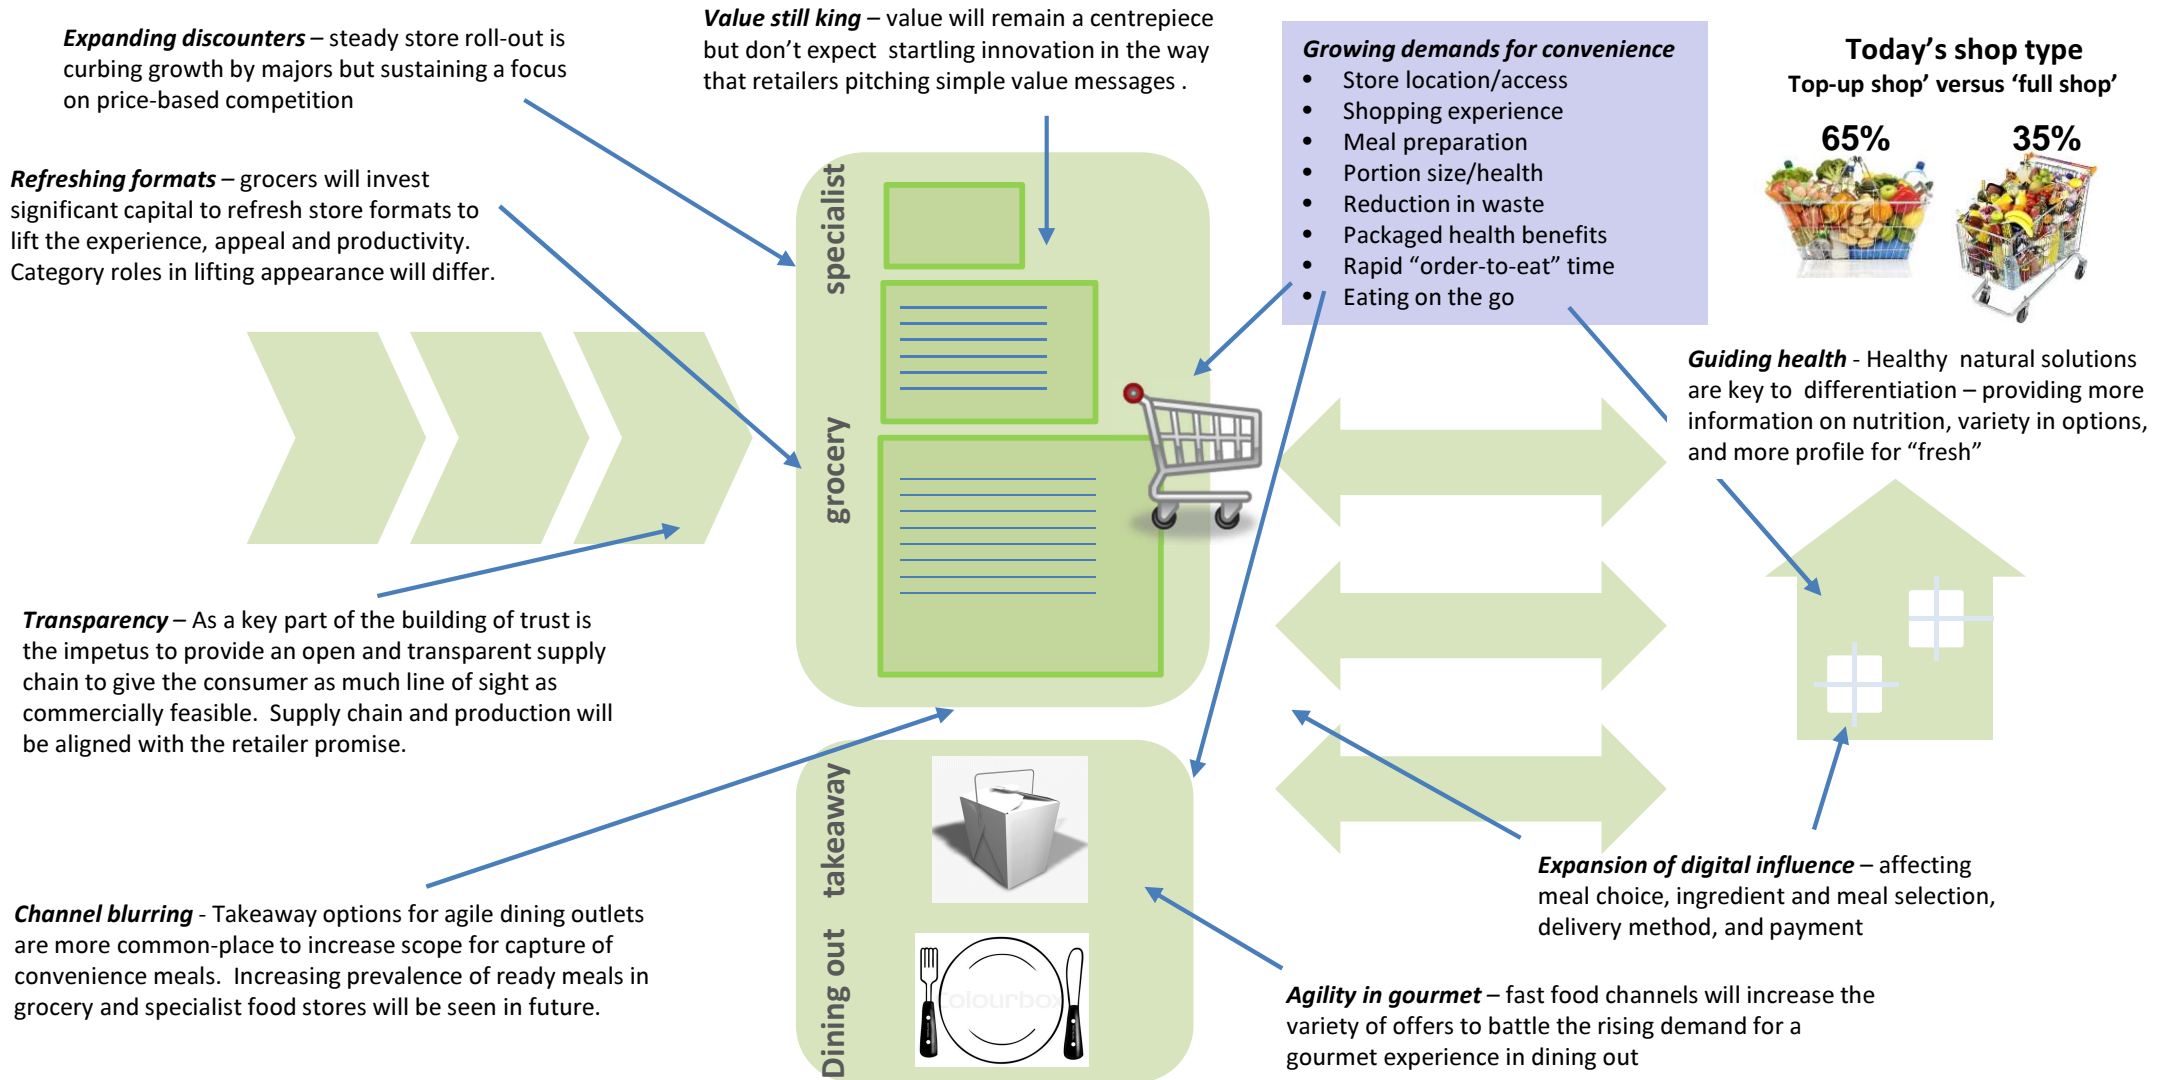 Expanding discounters – steady store roll-out is
curbing growth by majors but sustaining a focus
on price-based competition
Value still king – value will remain a centrepiece
but don’t expect startling innovation in the way
that retailers pitching simple value messages .
Growing demands for convenience
• Store location/access
• Shopping experience
• Meal preparation
• Portion size/health
• Reduction in waste
• Packaged health benefits
• Rapid “order-to-eat” time
• Eating on the go
Today’s shop type
Top-up shop’ versus ‘full shop’
65%
35%
Refreshing formats – grocers will invest
significant capital to refresh store formats to
lift the experience, appeal and productivity.
Category roles in lifting appearance will differ.
specialist
grocery
Guiding health - Healthy natural solutions
are key to differentiation – providing more
information on nutrition, variety in options,
and more profile for “fresh”
Transparency – As a key part of the building of trust is
the impetus to provide an open and transparent supply
chain to give the consumer as much line of sight as
commercially feasible. Supply chain and production will
be aligned with the retailer promise.
takeaway
Dining out
colourbox
Channel blurring - Takeaway options for agile dining outlets
are more common-place to increase scope for capture of
convenience meals. Increasing prevalence of ready meals in
grocery and specialist food stores will be seen in future.
Expansion of digital influence – affecting
meal choice, ingredient and meal selection,
delivery method, and payment
Agility in gourmet – fast food channels will increase the
variety of offers to battle the rising demand for a
gourmet experience in dining out